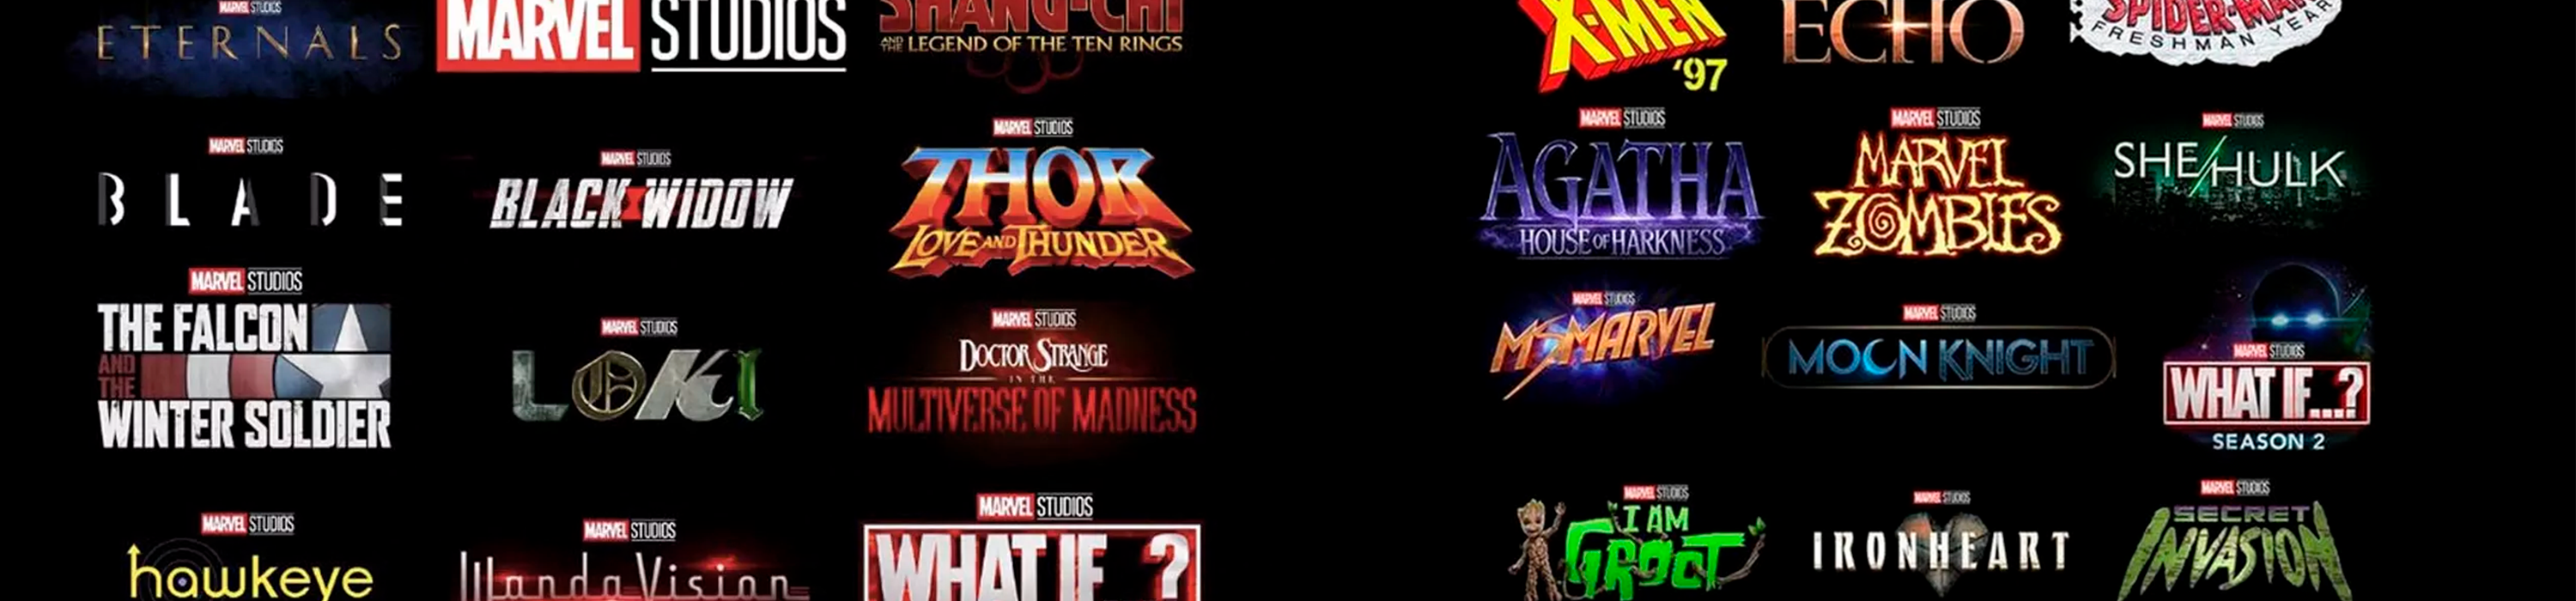 MARVEL STUDIOS
ETERNALS
MARVEL STUDIOS
SHANG-CHI
AND THE LEGEND OF THE TEN RINGS
X-MEN
'97
ECHO
SPIDER-MAN
FRESHMAN YEAR
MARVEL STUDIOS
BLADE
MARVEL STUDIOS
BLACK WIDOW
MARVEL STUDIOS
THOR
LOVE AND THUNDER
MARVEL STUDIOS
AGATHA
HOUSE OF HARKNESS
MARVEL STUDIOS
MARVEL
ZOMBIES
MARVEL STUDIOS
SHE/HULK
MARVEL STUDIOS
THE FALCON
AND
THE
WINTER SOLDIER
MARVEL STUDIOS
LOKI
MARVEL STUDIOS
DOCTOR STRANGE
IN THE
MULTIVERSE OF MADNESS
MARVEL STUDIOS
MS MARVEL
MARVEL STUDIOS
MOON KNIGHT
MARVEL STUDIOS
WHAT IF...?
SEASON 2
MARVEL STUDIOS
hawkeye
MARVEL STUDIOS
WandaVision
MARVEL STUDIOS
WHAT IF...?
MARVEL STUDIOS
I AM
GROOT
MARVEL STUDIOS
IRONHEART
MARVEL STUDIOS
SECRET
INVASION